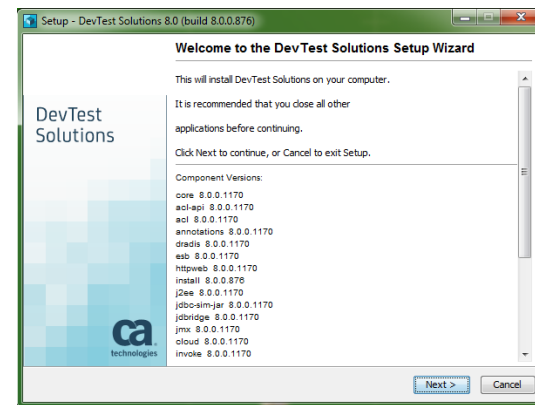 Setup - DevTest Solutions 8.0 (build 8.0.0.876)
Welcome to the DevTest Solutions Setup Wizard
This will install DevTest Solutions on your computer.
It is recommended that you close all other
applications before continuing.
Click Next to continue, or Cancel to exit Setup.
DevTest
Solutions
Component Versions:
core 8.0.0.1170
acl-api 8.0.0.1170
acl 8.0.0.1170
annotations 8.0.0.1170
dradis 8.0.0.1170
esb 8.0.0.1170
httpweb 8.0.0.1170
install 8.0.0.876
j2ee 8.0.0.1170
jdbc-sim-jar 8.0.0.1170
jdbridge 8.0.0.1170
jmx 8.0.0.1170
cloud 8.0.0.1170
invoke 8.0.0.1170
ca
technologies
Next >
Cancel